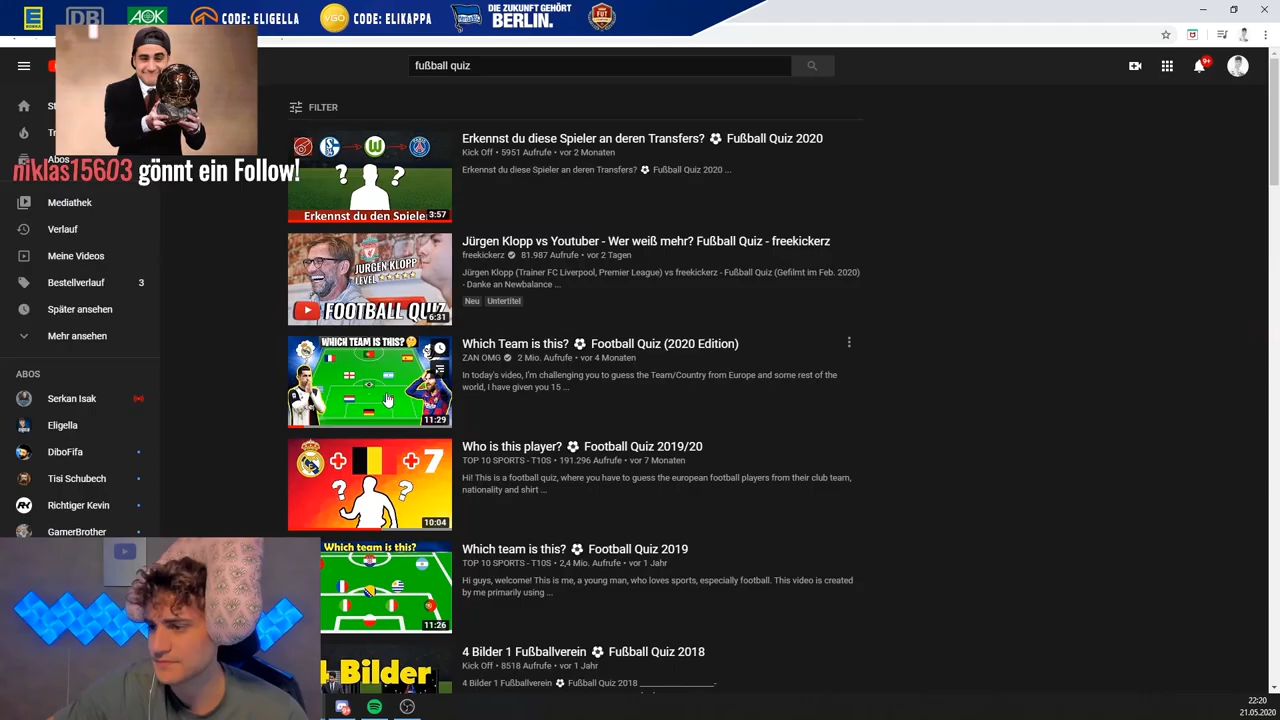 EDEKA
DB
AOK
CODE: ELIGELLA
VGO
CODE: ELIKAPPA
DIE ZUKUNFT GEHÖRT
BERLIN.
FUT
fußball quiz
9+
niklas15603 gönnt ein Follow!
Abos
Mediathek
Verlauf
Meine Videos
Bestellverlauf 3
Später ansehen
Mehr ansehen
ABOS
Serkan Isak
Eligella
DiboFifa
Tisi Schubech
Richtiger Kevin
GamerBrother
FILTER
Erkennst du den Spiele
3:57
Erkennst du diese Spieler an deren Transfers? ⚽ Fußball Quiz 2020
Kick Off • 5951 Aufrufe • vor 2 Monaten
Erkennst du diese Spieler an deren Transfers? ⚽ Fußball Quiz 2020 ...
JURGEN KLOPP
LEVEL
FOOTBALL QUIZ
6:31
Jürgen Klopp vs Youtuber - Wer weiß mehr? Fußball Quiz - freekickerz
freekickerz 81.987 Aufrufe • vor 2 Tagen
Jürgen Klopp (Trainer FC Liverpool, Premier League) vs freekickerz - Fußball Quiz (Gefilmt im Feb. 2020)
- Danke an Newbalance ...
Neu Untertitel
WHICH TEAM IS THIS?
11:29
Which Team is this? ⚽ Football Quiz (2020 Edition)
ZAN OMG 2 Mio. Aufrufe • vor 4 Monaten
In today's video, I'm challenging you to guess the Team/Country from Europe and some rest of the
world, I have given you 15 ...
7
10:04
Who is this player? ⚽ Football Quiz 2019/20
TOP 10 SPORTS - T10S • 191.296 Aufrufe • vor 7 Monaten
Hi! This is a football quiz, where you have to guess the european football players from their club team,
nationality and shirt ...
Which team is this?
11:26
Which team is this? ⚽ Football Quiz 2019
TOP 10 SPORTS - T10S • 2,4 Mio. Aufrufe • vor 1 Jahr
Hi guys, welcome! This is me, a young man, who loves sports, especially football. This video is created
by me primarily using ...
4 Bilder
4 Bilder 1 Fußballverein ⚽ Fußball Quiz 2018
Kick Off • 8518 Aufrufe • vor 1 Jahr
4 Bilder 1 Fußballverein ⚽ Fußball Quiz 2018
22:20
21.05.2020